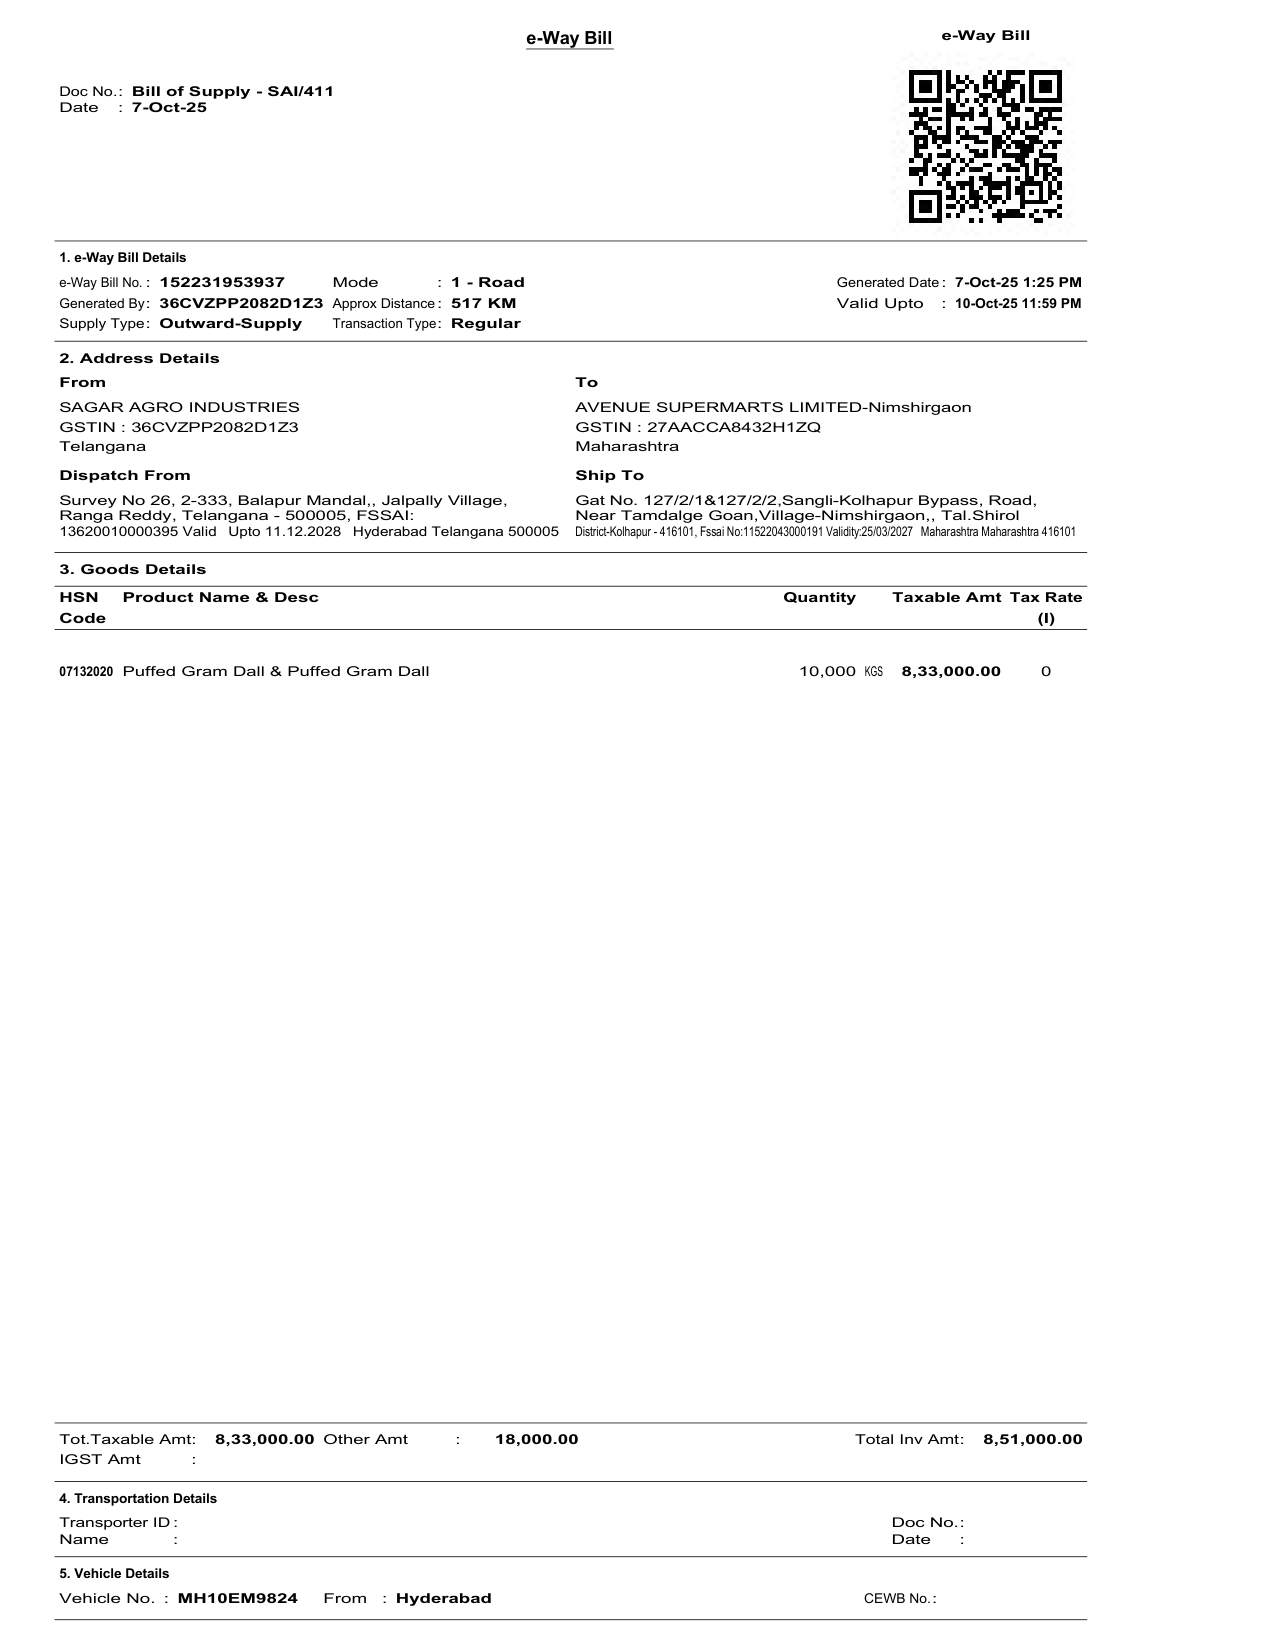 e-Way Bill
e-Way Bill
Doc No.: Bill of Supply - SAI/411
Date : 7-Oct-25
1. e-Way Bill Details
e-Way Bill No. : 152231953937 Mode : 1 - Road Generated Date : 7-Oct-25 1:25 PM
Generated By : 36CVZPP2082D1Z3 Approx Distance : 517 KM Valid Upto : 10-Oct-25 11:59 PM
Supply Type : Outward-Supply Transaction Type : Regular
2. Address Details
From To
SAGAR AGRO INDUSTRIES AVENUE SUPERMARTS LIMITED-Nimshirgaon
GSTIN : 36CVZPP2082D1Z3 GSTIN : 27AACCA8432H1ZQ
Telangana Maharashtra
Dispatch From Ship To
Survey No 26, 2-333, Balapur Mandal,, Jalpally Village, Gat No. 127/2/1&127/2/2,Sangli-Kolhapur Bypass, Road,
Ranga Reddy, Telangana - 500005, FSSAI: Near Tamdalge Goan,Village-Nimshirgaon,, Tal.Shirol
13620010000395 Valid Upto 11.12.2028 Hyderabad Telangana 500005 District-Kolhapur - 416101, Fssai No:11522043000191 Validity:25/03/2027 Maharashtra Maharashtra 416101
3. Goods Details
HSN Product Name & Desc Quantity Taxable Amt Tax Rate
Code (I)
07132020 Puffed Gram Dall & Puffed Gram Dall 10,000 KGS 8,33,000.00 0
Tot.Taxable Amt: 8,33,000.00 Other Amt : 18,000.00 Total Inv Amt: 8,51,000.00
IGST Amt :
4. Transportation Details
Transporter ID : Doc No. :
Name : Date :
5. Vehicle Details
Vehicle No. : MH10EM9824 From : Hyderabad CEWB No. :